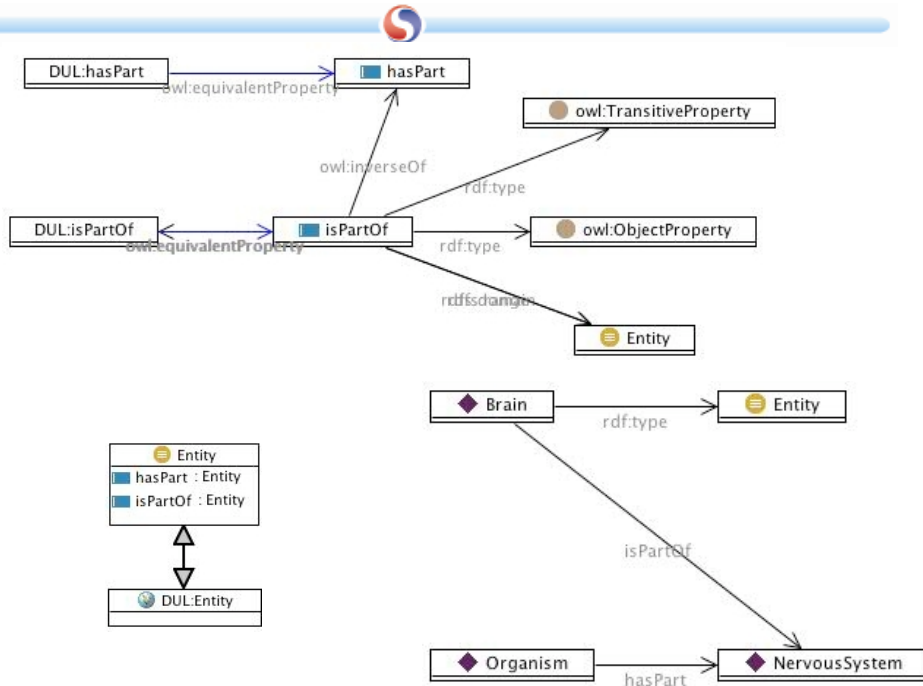 DUL:hasPart
hasPart
owl:equivalentProperty
owl:TransitiveProperty
owl:inverseOf
rdf:type
DUL:isPartOf
isPartOf
owl:ObjectProperty
owl:equivalentProperty
rdf:type
Entity
Brain
Entity
rdf:type
Entity
hasPart : Entity
isPartOf : Entity
isPartOf
DUL:Entity
Organism
NervousSystem
hasPart